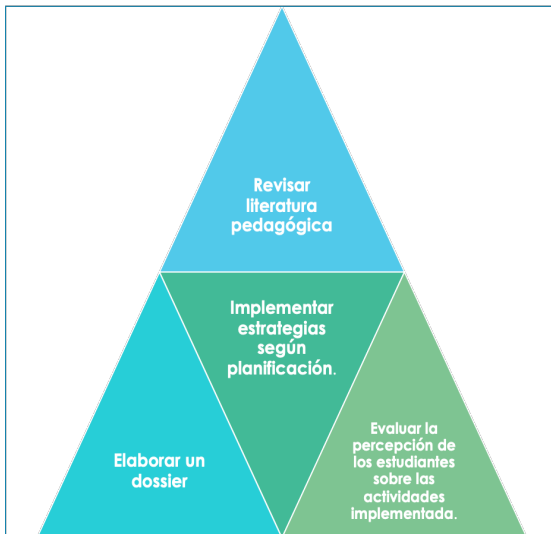 Revisar
literatura
pedagógica
Implementar
estrategias
según
planificación.
Elaborar un
dossier
Evaluar la
percepción de
los estudiantes
sobre las
actividades
implementada.